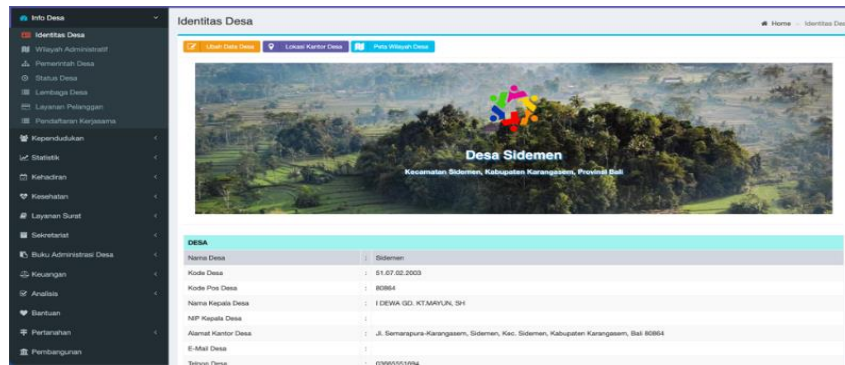 Info Desa
Identitas Desa
Wilayah Administratif
Pemerintah Desa
Status Desa
Lembaga Desa
Layanan Pelanggan
Pendaftaran Kerjasama
Kependudukan
Statistik
Kehadiran
Kesehatan
Layanan Surat
Sekretariat
Buku Administrasi Desa
Keuangan
Analisis
Bantuan
Pertanahan
Pembangunan
Identitas Desa
Home - Identitas Des
Ubah Data Desa Lokasi Kantor Desa Peta Wilayah Desa
Desa Sidemen
Kecamatan Sidemen, Kabupaten Karangasem, Provinsi Bali
DESA
Nama Desa : Sidemen
Kode Desa : 51.07.02.2003
Kode Pos Desa : 80864
Nama Kepala Desa : I DEWA GD. KT.MAYUN, SH
NIP Kepala Desa :
Alamat Kantor Desa : Jl. Semarapura-Karangasem, Sidemen, Kec. Sidemen, Kabupaten Karangasem, Bali 80864
E-Mail Desa :
Telpon Desa :